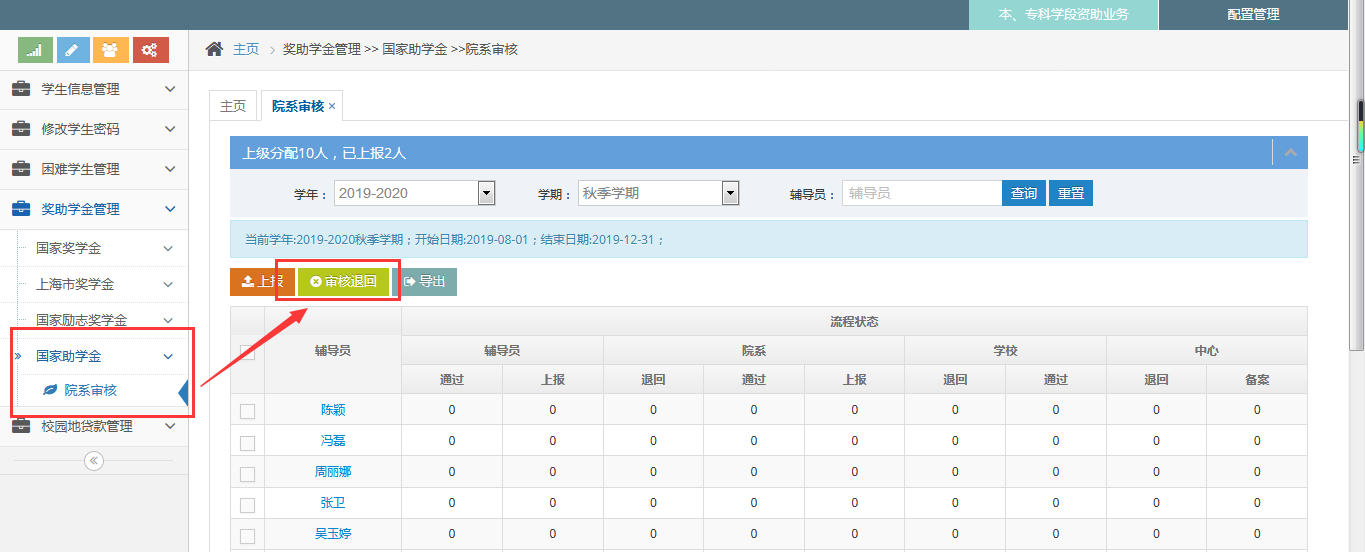 本、专科学段资助业务 配置管理
主页 奖助学金管理 >> 国家助学金 >>院系审核
学生信息管理
修改学生密码
困难学生管理
奖助学金管理
国家奖学金
上海市奖学金
国家励志奖学金
国家助学金
院系审核
校园地贷款管理
主页 院系审核 ×
上级分配10人，已上报2人
学年： 2019-2020 学期： 秋季学期 辅导员： 辅导员 查询 重置
当前学年:2019-2020秋季学期；开始日期:2019-08-01；结束日期:2019-12-31；
上报 审核退回 导出
辅导员 流程状态
辅导员 院系 学校 中心
通过 上报 退回 通过 上报 退回 通过 退回 备案
陈颖 0 0 0 0 0 0 0 0 0
冯磊 0 0 0 0 0 0 0 0 0
周丽娜 0 0 0 0 0 0 0 0 0
张卫 0 0 0 0 0 0 0 0 0
吴玉婷 0 0 0 0 0 0 0 0 0